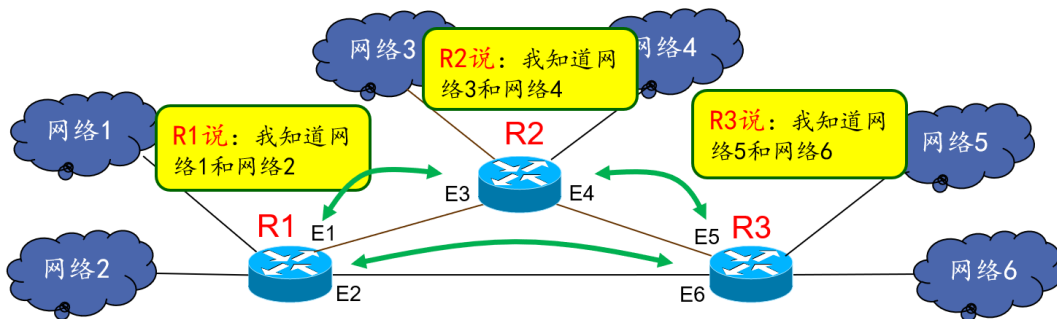 网络3
网络4
R2说：我知道网
络3和网络4
网络1
R1说：我知道网
络1和网络2
R3说：我知道网
络5和网络6
网络5
R2
E3
E4
R1
E1
E5
R3
网络2
E2
E6
网络6